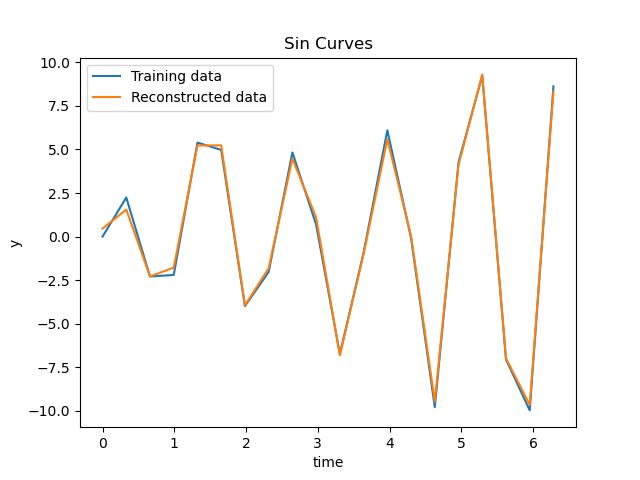 Sin Curves
Training data
Reconstructed data
10.0
7.5
5.0
2.5
0.0
−2.5
−5.0
−7.5
−10.0
y
0 1 2 3 4 5 6
time